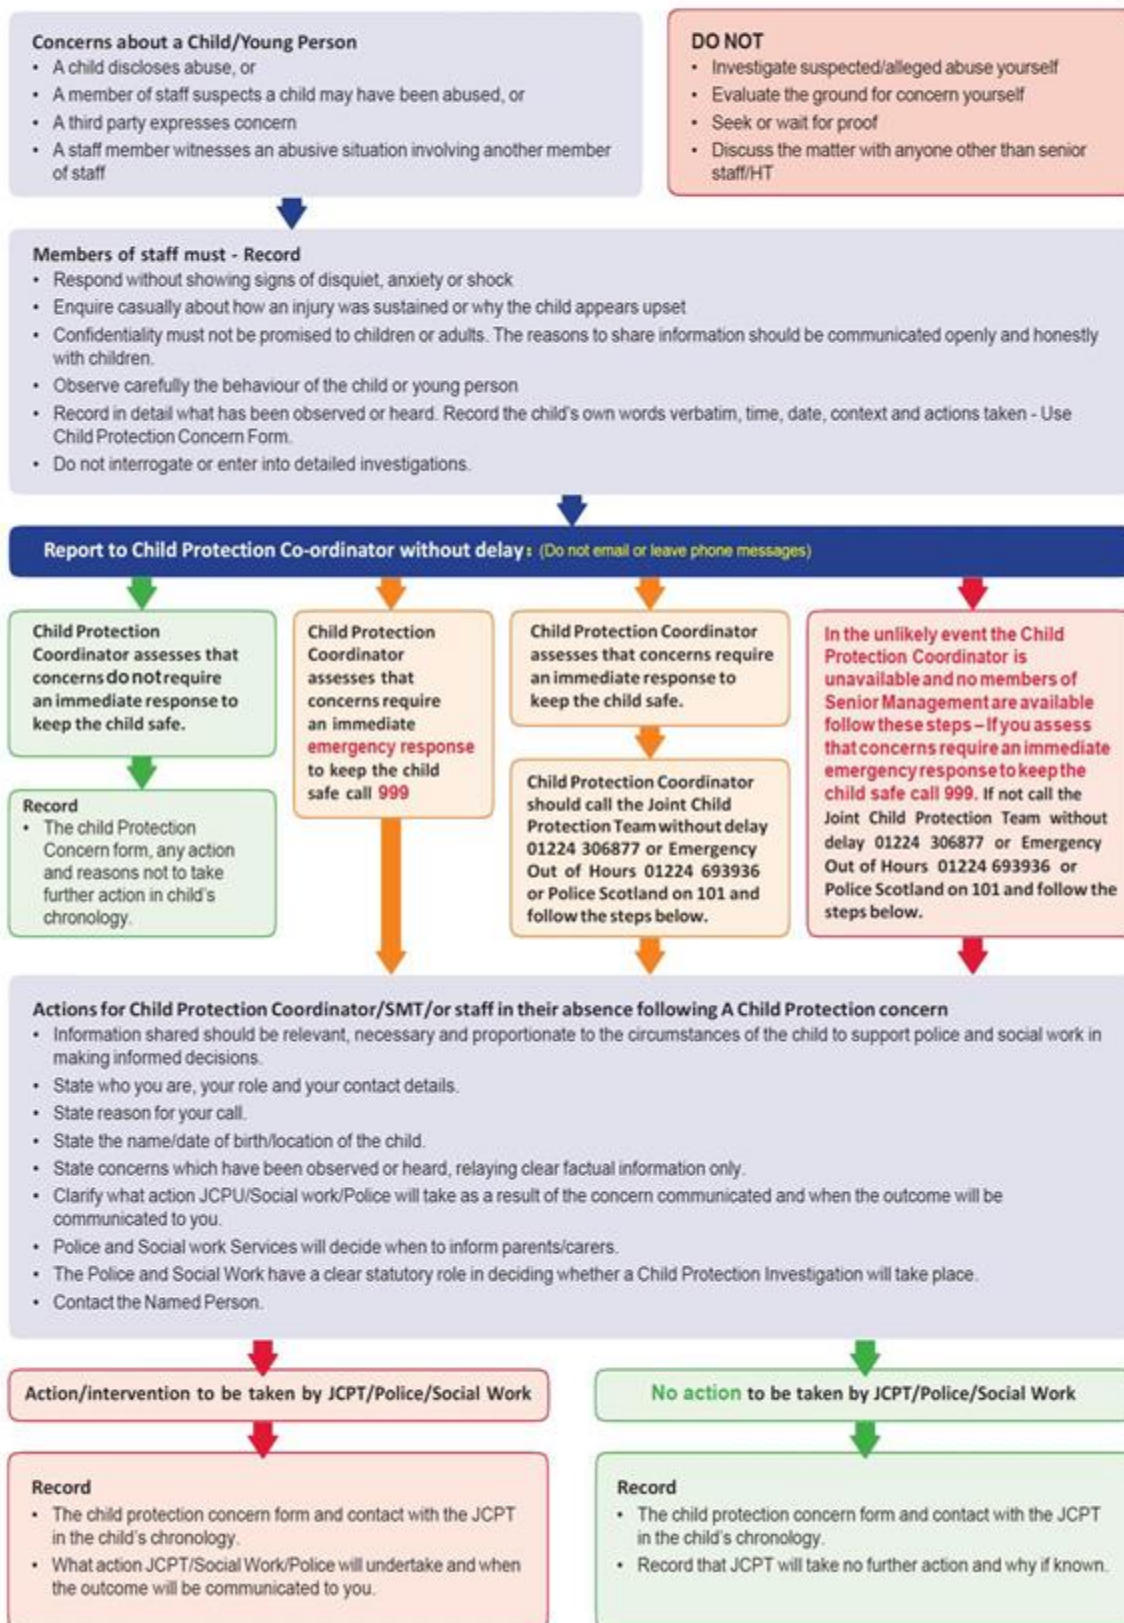 Concerns about a Child/Young Person
• A child discloses abuse, or
• A member of staff suspects a child may have been abused, or
• A third party expresses concern
• A staff member witnesses an abusive situation involving another member
of staff
DO NOT
• Investigate suspected/alleged abuse yourself
• Evaluate the ground for concern yourself
• Seek or wait for proof
• Discuss the matter with anyone other than senior
staff/HT
Members of staff must - Record
• Respond without showing signs of disquiet, anxiety or shock
• Enquire casually about how an injury was sustained or why the child appears upset
• Confidentiality must not be promised to children or adults. The reasons to share information should be communicated openly and honestly
with children.
• Observe carefully the behaviour of the child or young person
• Record in detail what has been observed or heard. Record the child's own words verbatim, time, date, context and actions taken - Use
Child Protection Concern Form.
• Do not interrogate or enter into detailed investigations.
Report to Child Protection Co-ordinator without delay: (Do not email or leave phone messages)
Child Protection
Coordinator assesses that
concerns do not require
an immediate response to
keep the child safe.
Record
• The child Protection
Concern form, any action
and reasons not to take
further action in child's
chronology.
Child Protection
Coordinator
assesses that
concerns require
an immediate
emergency response
to keep the child
safe call 999
Child Protection Coordinator
assesses that concerns require
an immediate response to
keep the child safe.
Child Protection Coordinator
should call the Joint Child
Protection Team without delay
01224 306877 or Emergency
Out of Hours 01224 693936
or Police Scotland on 101 and
follow the steps below.
In the unlikely event the Child
Protection Coordinator is
unavailable and no members of
Senior Management are available
follow these steps – If you assess
that concerns require an immediate
emergency response to keep the
child safe call 999. If not call the
Joint Child Protection Team without
delay 01224 306877 or Emergency
Out of Hours 01224 693936 or
Police Scotland on 101 and follow the
steps below.
Actions for Child Protection Coordinator/SMT/or staff in their absence following A Child Protection concern
• Information shared should be relevant, necessary and proportionate to the circumstances of the child to support police and social work in
making informed decisions.
• State who you are, your role and your contact details.
• State reason for your call.
• State the name/date of birth/location of the child.
• State concerns which have been observed or heard, relaying clear factual information only.
• Clarify what action JCPU/Social work/Police will take as a result of the concern communicated and when the outcome will be
communicated to you.
• Police and Social work Services will decide when to inform parents/carers.
• The Police and Social Work have a clear statutory role in deciding whether a Child Protection Investigation will take place.
• Contact the Named Person.
Action/intervention to be taken by JCPT/Police/Social Work
Record
• The child protection concern form and contact with the JCPT
in the child's chronology.
• What action JCPT/Social Work/Police will undertake and when
the outcome will be communicated to you.
No action to be taken by JCPT/Police/Social Work
Record
• The child protection concern form and contact with the JCPT
in the child's chronology.
• Record that JCPT will take no further action and why if known.